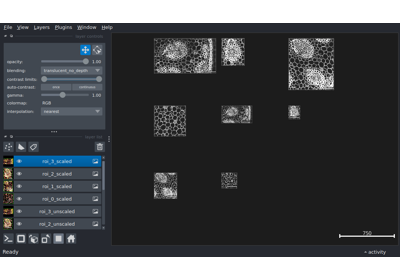 File View Layers Plugins Window Help
opacity: 1.00
blending: translucent_no_depth
contrast limits:
auto-contrast: once continuous
gamma: 1.00
colormap: RGB
interpolation: nearest
roi_3_scaled
roi_2_scaled
roi_1_scaled
roi_0_scaled
roi_3_unscaled
roi_2_unscaled
750
Ready
activity